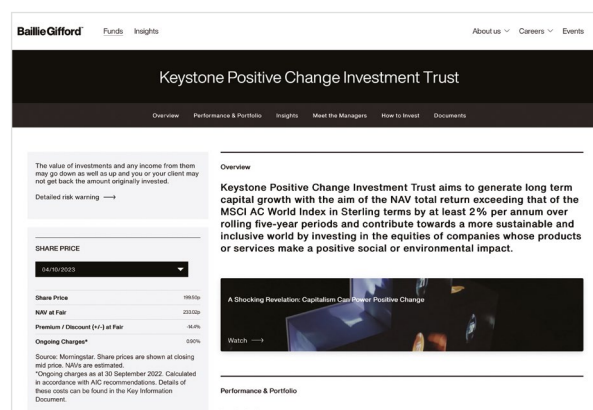 Baillie Gifford
Funds Insights
About us Careers Events
Keystone Positive Change Investment Trust
Overview Performance & Portfolio Insights Meet the Managers How to Invest Documents
The value of investments and any income from them
may go down as well as up and you or your client may
not get back the amount originally invested.
Detailed risk warning
SHARE PRICE
04/10/2023
Share Price 199.50p
NAV at Fair 233.02p
Premium / Discount (+/-) at Fair -14.4%
Ongoing Charges* 0.90%
Source: Morningstar. Share prices are shown at closing
mid price. NAVs are estimated.
*Ongoing charges as at 30 September 2022. Calculated
in accordance with AIC recommendations. Details of
these costs can be found in the Key Information
Document.
Overview
Keystone Positive Change Investment Trust aims to generate long term
capital growth with the aim of the NAV total return exceeding that of the
MSCI AC World Index in Sterling terms by at least 2% per annum over
rolling five-year periods and contribute towards a more sustainable and
inclusive world by investing in the equities of companies whose products
or services make a positive social or environmental impact.
A Shocking Revelation: Capitalism Can Power Positive Change
Watch
Performance & Portfolio